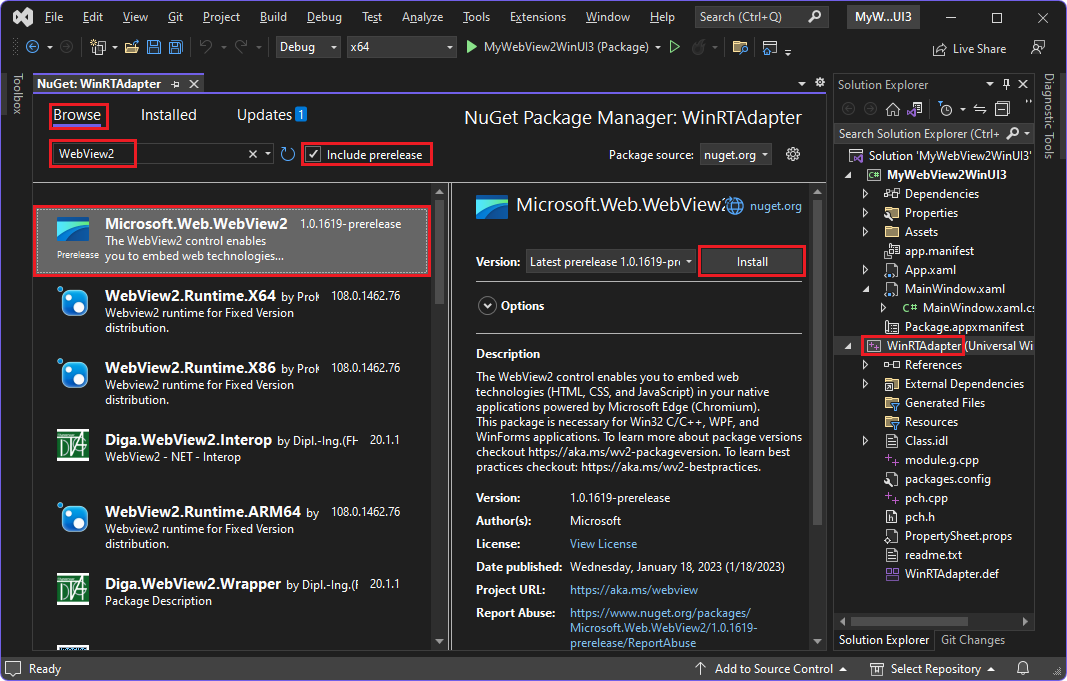 File Edit View Git Project Build Debug Test Analyze Tools Extensions Window Help Search (Ctrl+Q) MyW...UI3
Debug x64 MyWebView2WinUI3 (Package) Live Share
Toolbox
NuGet: WinRTAdapter
Browse Installed Updates 1
NuGet Package Manager: WinRTAdapter
WebView2 Include prerelease
Package source: nuget.org
Microsoft.Web.WebView2 1.0.1619-prerelease
The WebView2 control enables
you to embed web technologies...
Prerelease
WebView2.Runtime.X64 by Prok 108.0.1462.76
WebView2 runtime for Fixed Version
distribution.
WebView2.Runtime.X86 by Prok 108.0.1462.76
WebView2 runtime for Fixed Version
distribution.
Diga.WebView2.Interop by Dipl.-Ing.(FH 20.1.1
WebView2 - NET - Interop
WebView2.Runtime.ARM64 by 108.0.1462.76
Webview2 runtime for Fixed Version
distribution.
Diga.WebView2.Wrapper by Dipl.-Ing.(F 20.1.1
Package Description
Microsoft.Web.WebView2 nuget.org
Version: Latest prerelease 1.0.1619-pr Install
Options
Description
The WebView2 control enables you to embed web
technologies (HTML, CSS, and JavaScript) in your native
applications powered by Microsoft Edge (Chromium).
This package is necessary for Win32 C/C++, WPF, and
WinForms applications. To learn more about package versions
checkout https://aka.ms/wv2-packageversion. To learn best
practices checkout: https://aka.ms/wv2-bestpractices.
Version: 1.0.1619-prerelease
Author(s): Microsoft
License: View License
Date published: Wednesday, January 18, 2023 (1/18/2023)
Project URL: https://aka.ms/webview
Report Abuse: https://www.nuget.org/packages/
Microsoft.Web.WebView2/1.0.1619-
prerelease/ReportAbuse
Solution Explorer
Search Solution Explorer (Ctrl+
Solution 'MyWebView2WinUI3'
C# MyWebView2WinUI3
Dependencies
Properties
Assets
app.manifest
App.xaml
MainWindow.xaml
C# MainWindow.xaml.cs
Package.appxmanifest
WinRTAdapter (Universal Wi
References
External Dependencies
Generated Files
Resources
Class.idl
module.g.cpp
packages.config
pch.cpp
pch.h
PropertySheet.props
readme.txt
WinRTAdapter.def
Solution Explorer Git Changes
Diagnostic Tools
Ready Add to Source Control Select Repository